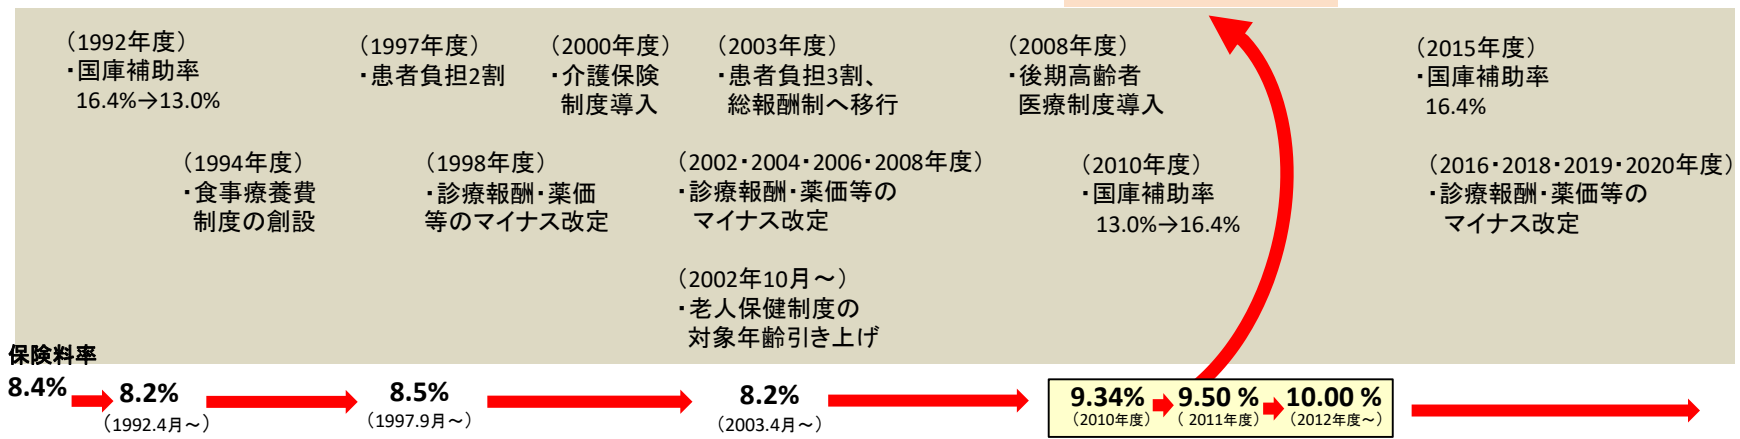 （1992年度）
・国庫補助率
16.4%→13.0%
（1997年度）
・患者負担2割
（2000年度）
・介護保険
制度導入
（2003年度）
・患者負担3割、
総報酬制へ移行
（2008年度）
・後期高齢者
医療制度導入
（2015年度）
・国庫補助率
16.4%
（1994年度）
・食事療養費
制度の創設
（1998年度）
・診療報酬・薬価
等のマイナス改定
（2002・2004・2006・2008年度）
・診療報酬・薬価等の
マイナス改定
（2010年度）
・国庫補助率
13.0%→16.4%
（2016・2018・2019・2020年度）
・診療報酬・薬価等の
マイナス改定
（2002年10月～）
・老人保健制度の
対象年齢引き上げ
保険料率
8.4%
8.2%
（1992.4月～）
8.5%
（1997.9月～）
8.2%
（2003.4月～）
9.34%
（2010年度）
9.50 %
（2011年度）
10.00 %
（2012年度～）